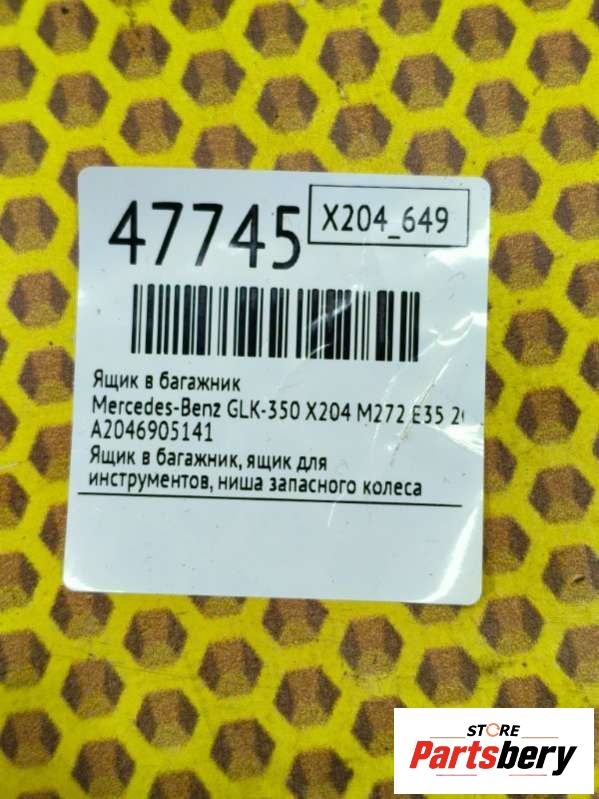 47745
X204_649
Ящик в багажник
Mercedes-Benz GLK-350 X204 M272 E35
A2046905141
Ящик в багажник, ящик для
инструментов, ниша запасного колеса
STORE
Partsbery